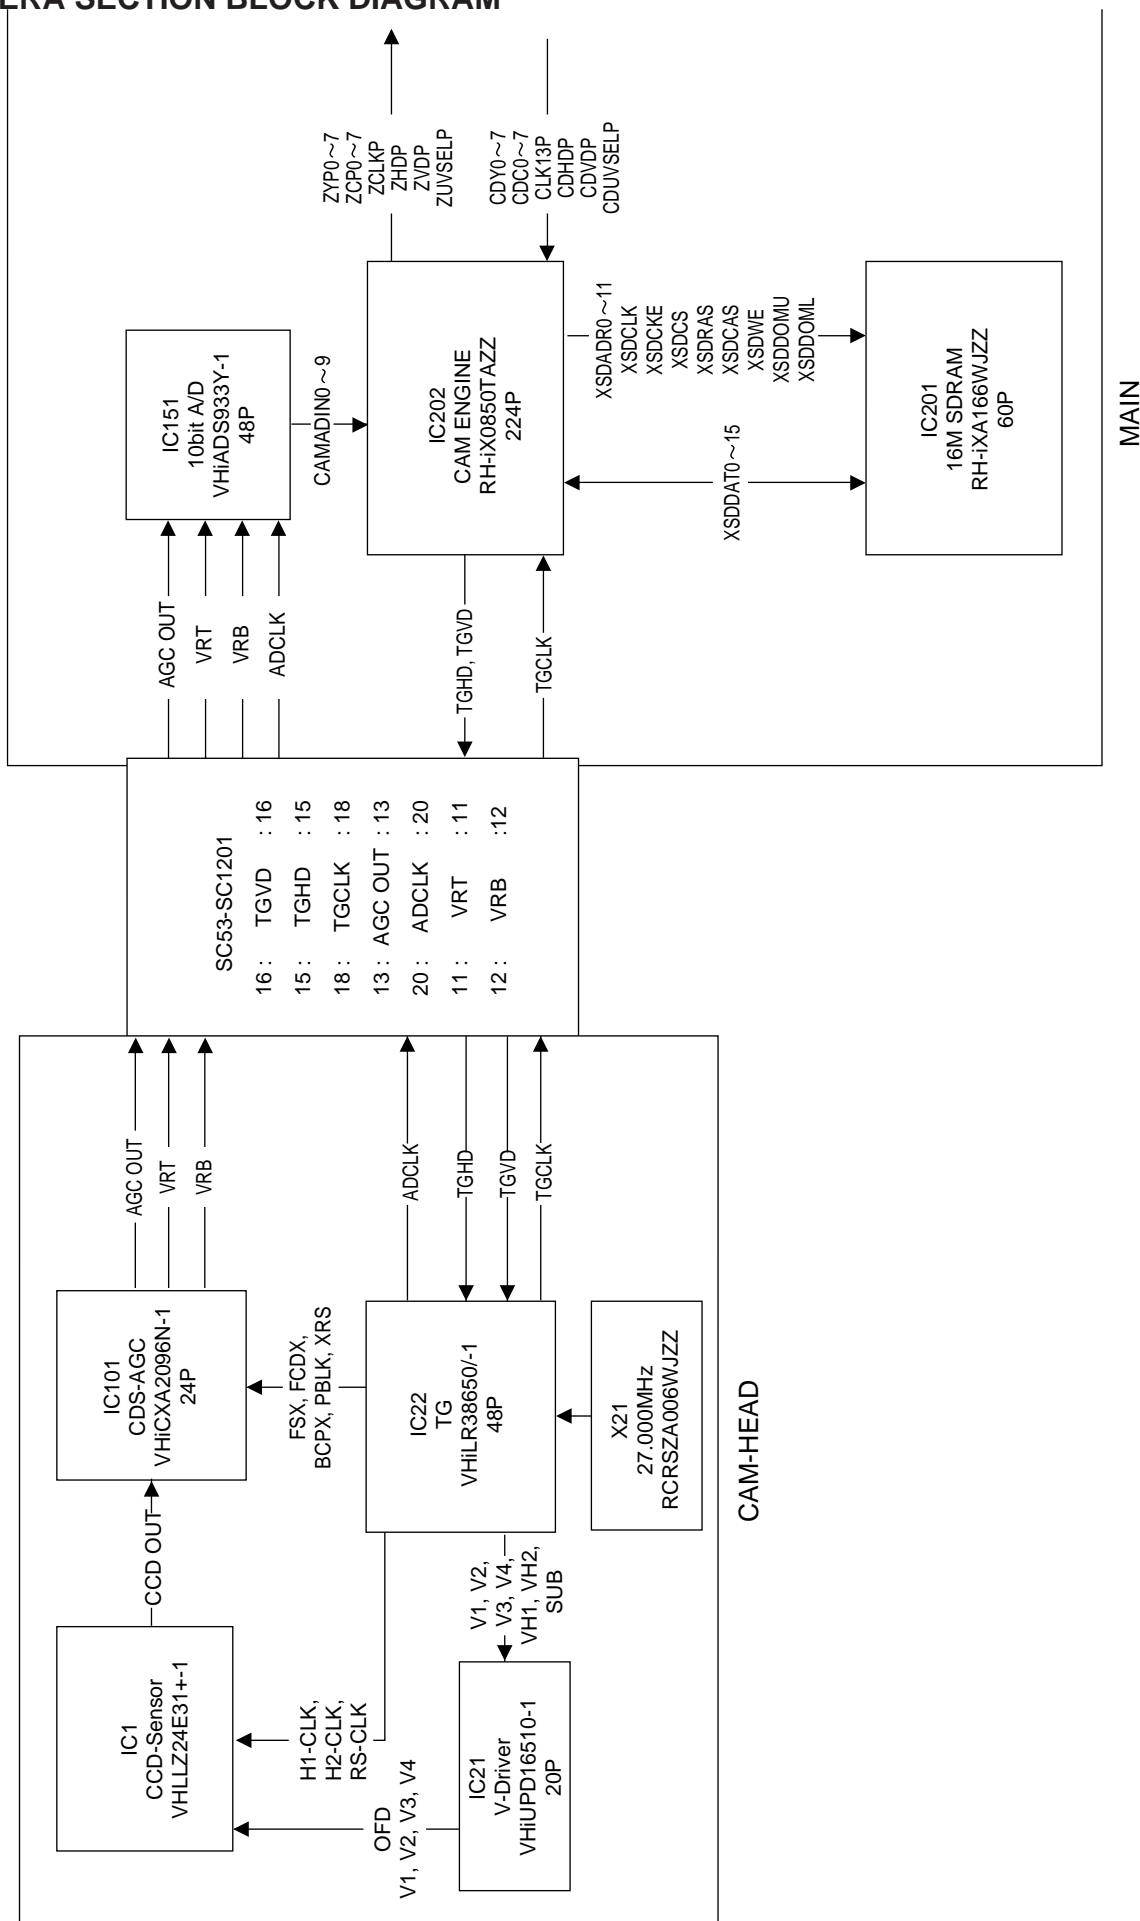 ERA SECTION BLOCK DIAGRAM
IC1
CCD-Sensor
VHLLZ24E31+-1
CCD OUT
IC101
CDS-AGC
VHiCXA2096N-1
24P
AGC OUT
VRT
VRB
H1-CLK,
H2-CLK,
RS-CLK
OFD
V1, V2, V3, V4
IC21
V-Driver
VHiUPD16510-1
20P
V1, V2,
V3, V4,
VH1, VH2,
SUB
FSX, FCDX,
BCPX, PBLK, XRS
IC22
TG
VHiLR38650/-1
48P
X21
27.000MHz
RCRSZA006WJZZ
ADCLK
TGHD
TGVD
TGCLK
CAM-HEAD
SC53-SC1201
16 : TGVD : 16
15 : TGHD : 15
18 : TGCLK : 18
13 : AGC OUT : 13
20 : ADCLK : 20
11 : VRT : 11
12 : VRB :12
AGC OUT
VRT
VRB
ADCLK
TGHD, TGVD
TGCLK
IC151
10bit A/D
VHiADS933Y-1
48P
CAMADIN0～9
IC202
CAM ENGINE
RH-iX0850TAZZ
224P
ZYP0～7
ZCP0～7
ZCLKP
ZHDP
ZVDP
ZUVSELP
CDY0～7
CDC0～7
CLK13P
CDHDP
CDVDP
CDUVSELP
XSDADR0～11
XSDCLK
XSDCKE
XSDCS
XSDRAS
XSDCAS
XSDWE
XSDDOMU
XSDDOML
XSDDAT0～15
IC201
16M SDRAM
RH-iXA166WJZZ
60P
MAIN